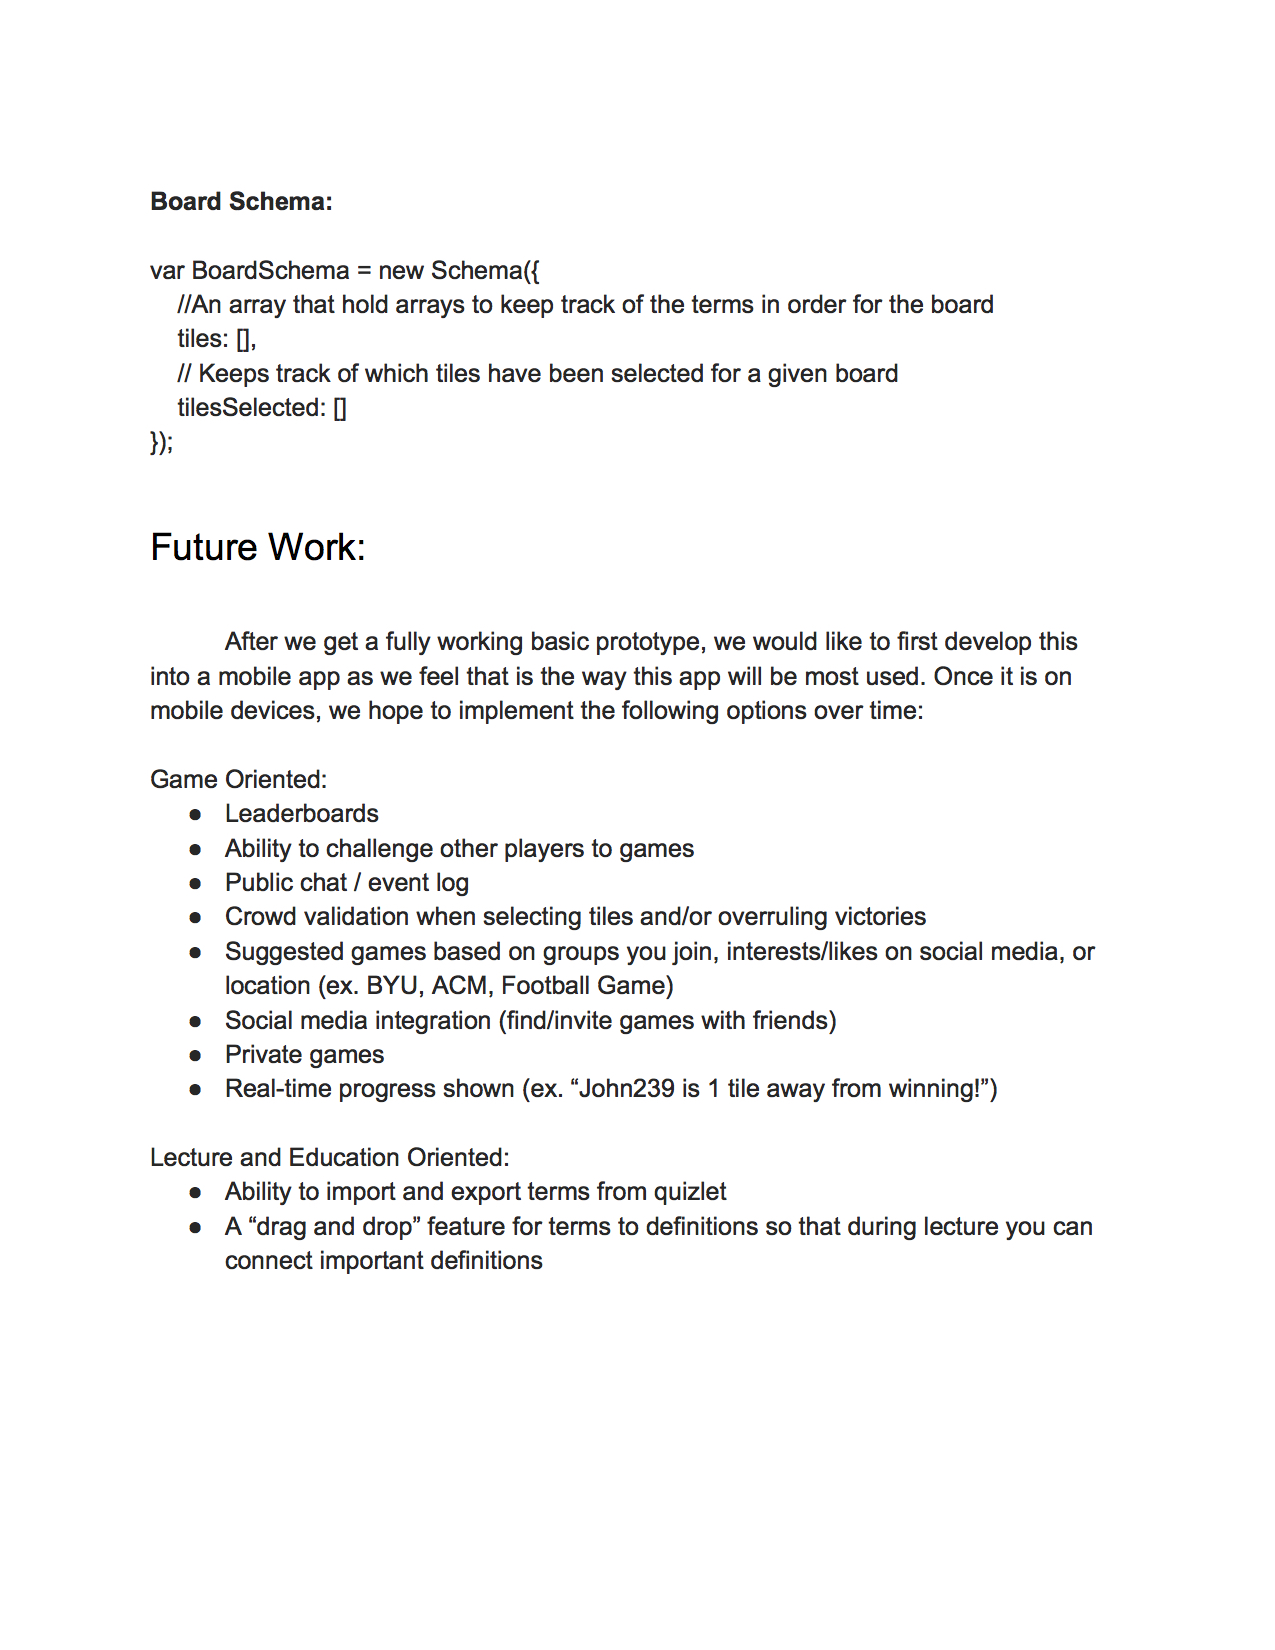 Board Schema:
var BoardSchema = new Schema({
//An array that hold arrays to keep track of the terms in order for the board
tiles: [],
// Keeps track of which tiles have been selected for a given board
tilesSelected: []
});
Future Work:
After we get a fully working basic prototype, we would like to first develop this
into a mobile app as we feel that is the way this app will be most used. Once it is on
mobile devices, we hope to implement the following options over time:
Game Oriented:
● Leaderboards
● Ability to challenge other players to games
● Public chat / event log
● Crowd validation when selecting tiles and/or overruling victories
● Suggested games based on groups you join, interests/likes on social media, or
location (ex. BYU, ACM, Football Game)
● Social media integration (find/invite games with friends)
● Private games
● Real-time progress shown (ex. “John239 is 1 tile away from winning!”)
Lecture and Education Oriented:
● Ability to import and export terms from quizlet
● A “drag and drop” feature for terms to definitions so that during lecture you can
connect important definitions